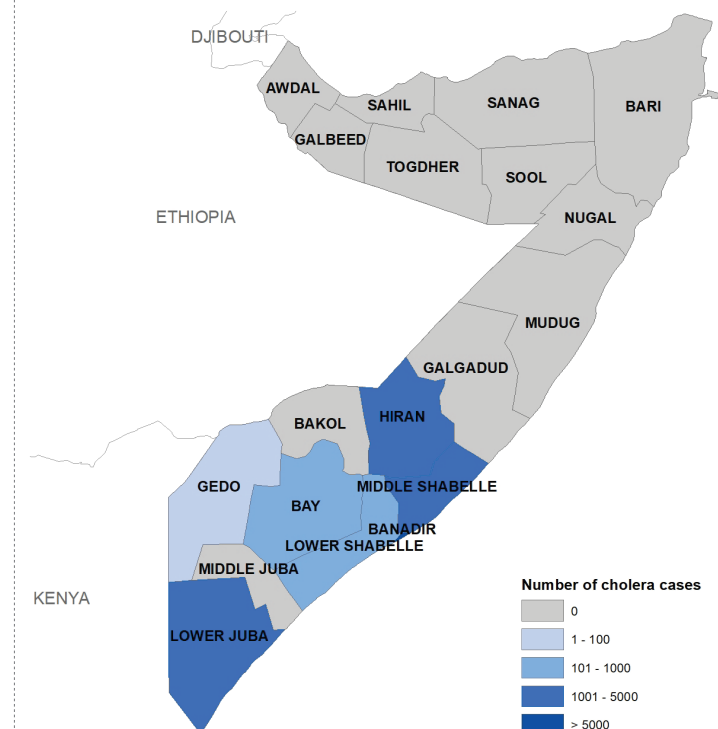 DJIBOUTI
AWDAL
SAHIL
SANAG
BARI
GALBEED
TOGDHER
SOOL
ETHIOPIA
NUGAL
MUDUG
GALGADUD
HIRAN
BAKOL
GEDO
MIDDLE SHABELLE
BAY
BANADIR
LOWER SHABELLE
MIDDLE JUBA
KENYA
LOWER JUBA
Number of cholera cases
0
1 - 100
101 - 1000
1001 - 5000
> 5000